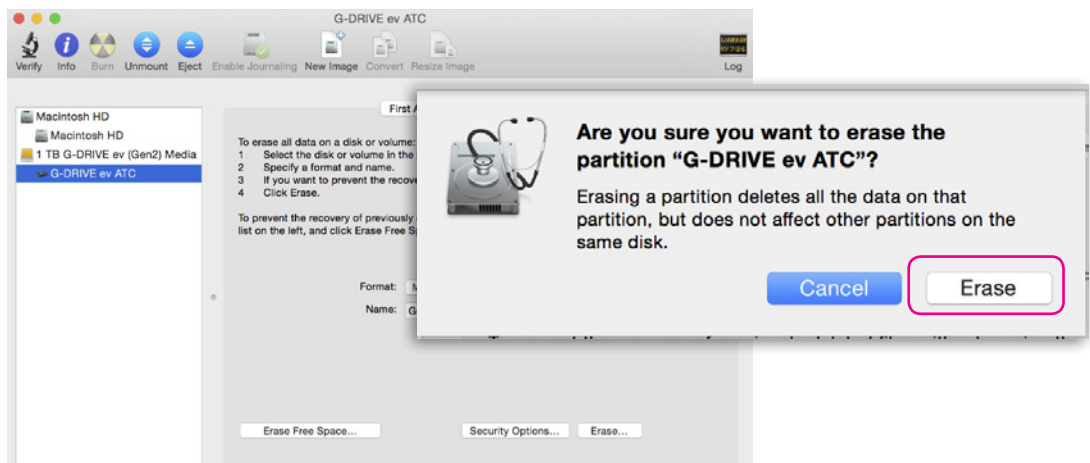 G-DRIVE ev ATC
Verify Info Burn Unmount Eject Enable Journaling New Image Convert Resize Image Log
Macintosh HD
Macintosh HD
1 TB G-DRIVE ev (Gen2) Media
G-DRIVE ev ATC
First
To erase all data on a disk or volume:
1 Select the disk or volume in the
2 Specify a format and name.
3 If you want to prevent the
4 Click Erase.
To prevent the recovery of previously
list on the left, and click Erase Free
Format:
Name:
Erase Free Space... Security Options... Erase...
Are you sure you want to erase the
partition “G-DRIVE ev ATC”?
Erasing a partition deletes all the data on that
partition, but does not affect other partitions on the
same disk.
Cancel Erase